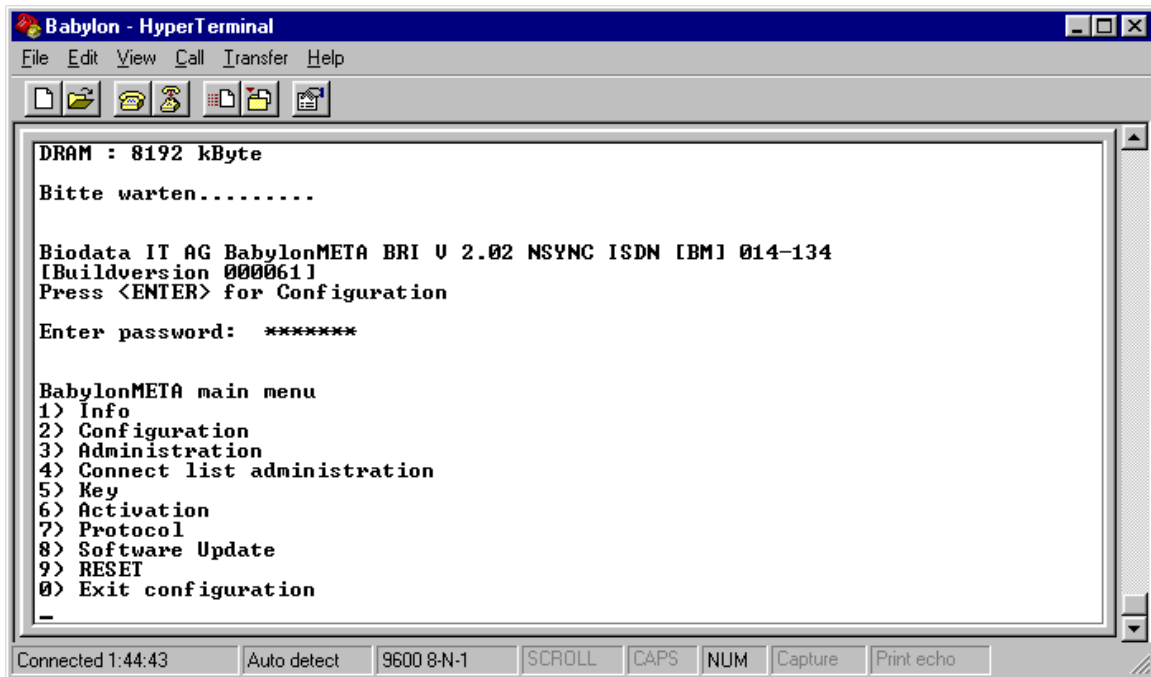 Babylon - HyperTerminal
File Edit View Call Transfer Help
DRAM : 8192 kByte
Bitte warten.........
Biodata IT AG BabylonMETA BRI V 2.02 NSYNC ISDN [BM] 014-134
[Buildversion 000061]
Press <ENTER> for Configuration
Enter password: *******
BabylonMETA main menu
1) Info
2) Configuration
3) Administration
4) Connect list administration
5) Key
6) Activation
7) Protocol
8) Software Update
9) RESET
0) Exit configuration
_
Connected 1:44:43 Auto detect 9600 8-N-1 SCROLL CAPS NUM Capture Print echo